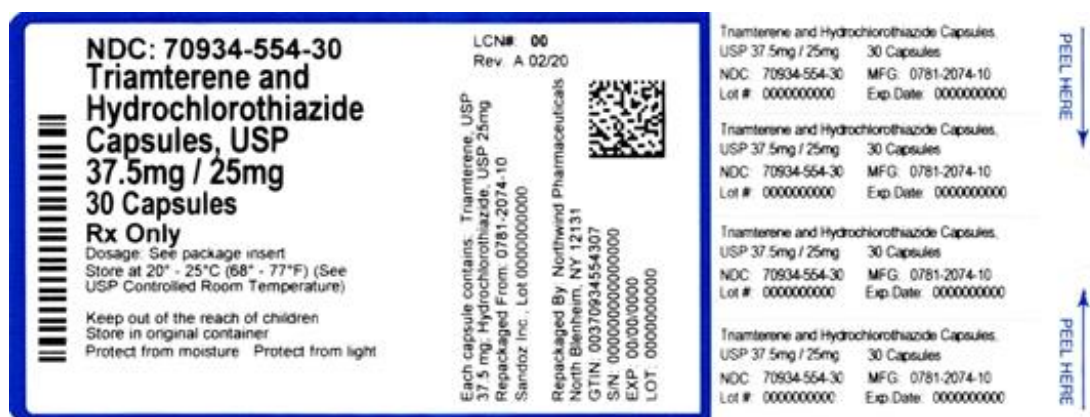 NDC: 70934-554-30
Triamterene and
Hydrochlorothiazide
Capsules, USP
37.5mg / 25mg
30 Capsules
Rx Only
Dosage: See package insert
Store at 20° - 25°C (68° - 77°F) (See
USP Controlled Room Temperature)
Keep out of the reach of children
Store in original container
Protect from moisture Protect from light
LCN#: 00
Rev. A 02/20
Each capsule contains: Triamterene, USP
37.5 mg; Hydrochlorothiazide, USP 25mg
Repackaged From: 0781-2074-10
Sandoz Inc., Lot 0000000000
Repackaged By Northwind Pharmaceuticals
North Blenheim, NY 12131
GTIN: 00370934554307
EXP 00/00/0000
LOT: 0000000000
Triamterene and Hydrochlorothiazide Capsules,
USP 37.5mg / 25mg 30 Capsules
NDC: 70934-554-30 MFG: 0781-2074-10
Lot #: 0000000000 Exp.Date: 0000000000
Triamterene and Hydrochlorothiazide Capsules,
USP 37.5mg / 25mg 30 Capsules
NDC: 70934-554-30 MFG: 0781-2074-10
Lot #: 0000000000 Exp.Date: 0000000000
Triamterene and Hydrochlorothiazide Capsules,
USP 37.5mg / 25mg 30 Capsules
NDC: 70934-554-30 MFG: 0781-2074-10
Lot #: 0000000000 Exp.Date: 0000000000
Triamterene and Hydrochlorothiazide Capsules,
USP 37.5mg / 25mg 30 Capsules
NDC: 70934-554-30 MFG: 0781-2074-10
Lot #: 0000000000 Exp.Date: 0000000000
PEEL HERE
PEEL HERE